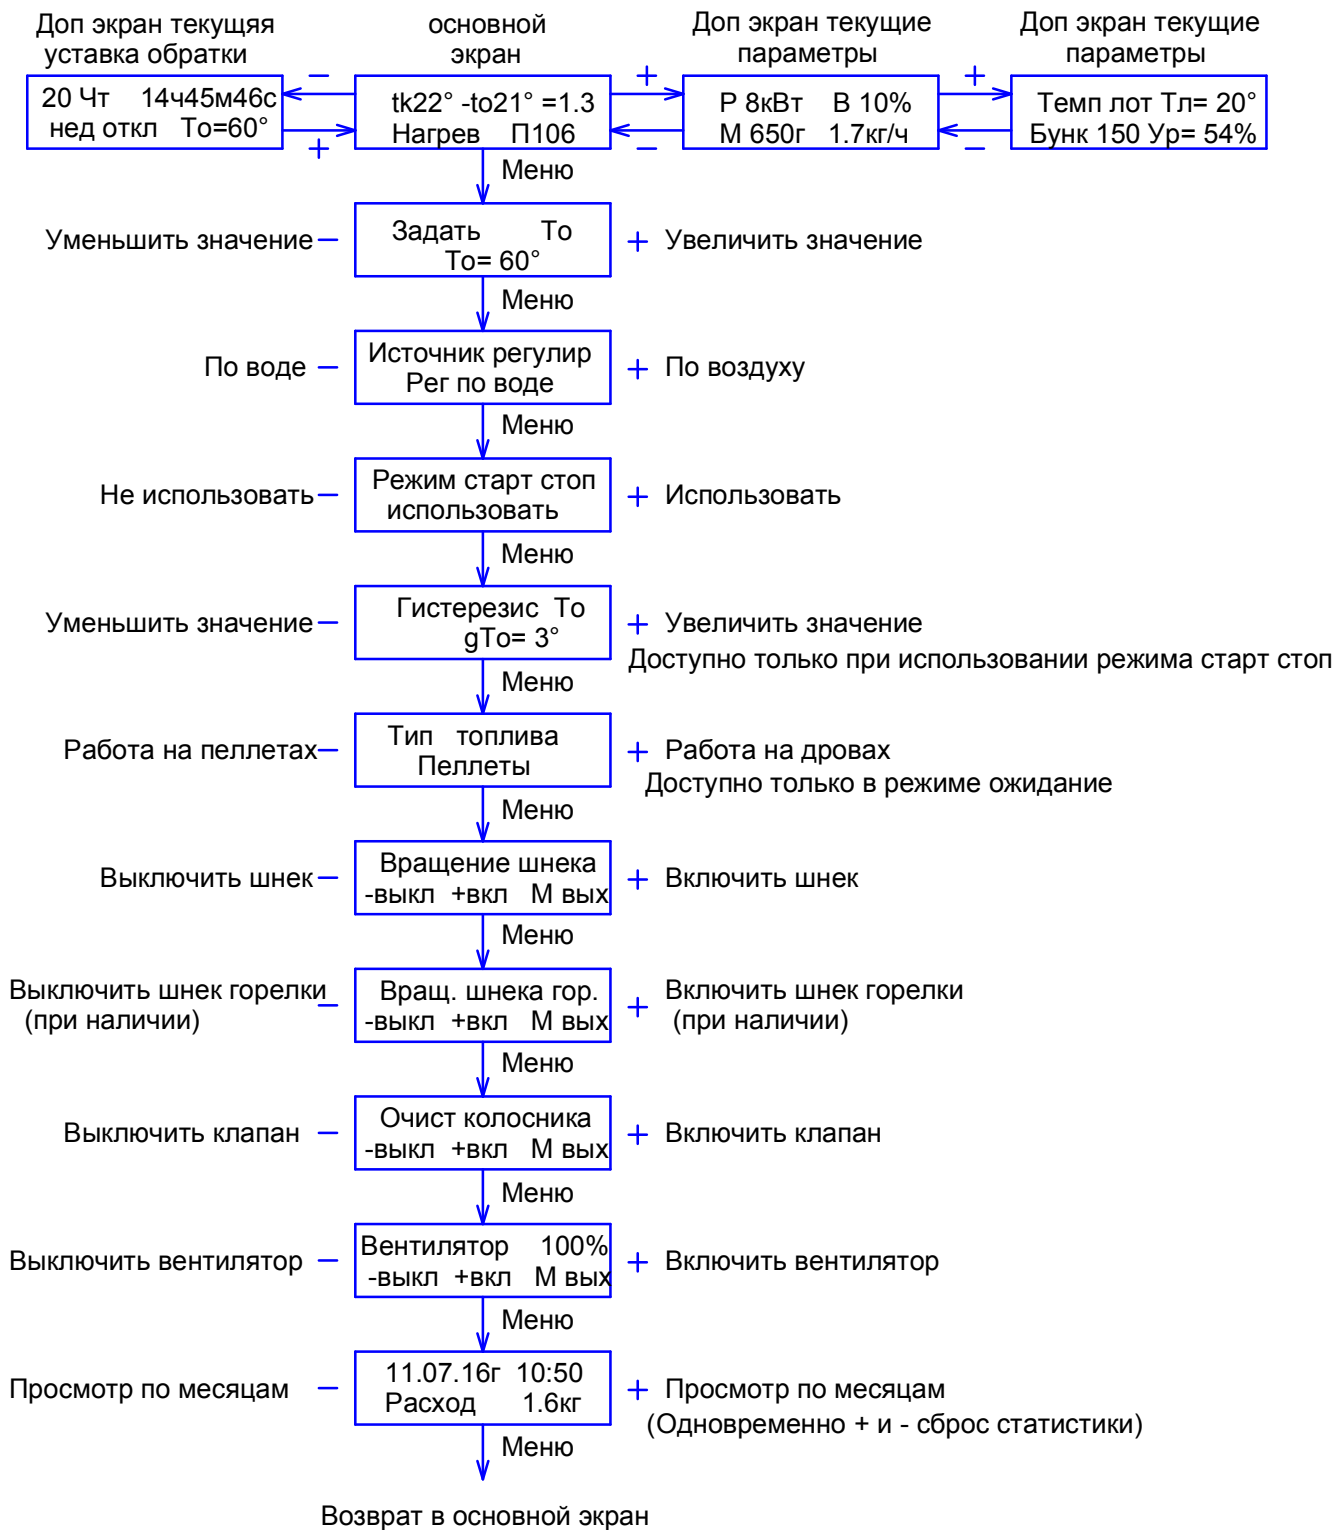 Доп экран текущяя
уставка обратки
основной
экран
Доп экран текущие
параметры
Доп экран текущие
параметры
20 Чт 14ч45м46с
нед откл То=60°
tk22° -to21° =1.3
Нагрев П106
Р 8кВт В 10%
М 650г 1.7кг/ч
Темп лот Тл= 20°
Бунк 150 Ур= 54%
− + + − + −
Меню
Уменьшить значение −
Задать То
То= 60°
+ Увеличить значение
Меню
По воде −
Источник регулир
Рег по воде
+ По воздуху
Меню
Не использовать −
Режим старт стоп
использовать
+ Использовать
Меню
Уменьшить значение −
Гистерезис То
gТо= 3°
+ Увеличить значение
Доступно только при использовании режима старт стоп
Меню
Работа на пеллетах −
Тип топлива
Пеллеты
+ Работа на дровах
Доступно только в режиме ожидание
Меню
Выключить шнек −
Вращение шнека
-выкл +вкл М вых
+ Включить шнек
Меню
Выключить шнек горелки −
(при наличии)
Вращ. шнека гор.
-выкл +вкл М вых
+ Включить шнек горелки
(при наличии)
Меню
Выключить клапан −
Очист колосника
-выкл +вкл М вых
+ Включить клапан
Меню
Выключить вентилятор −
Вентилятор 100%
-выкл +вкл М вых
+ Включить вентилятор
Меню
Просмотр по месяцам −
11.07.16г 10:50
Расход 1.6кг
+ Просмотр по месяцам
(Одновременно + и - сброс статистики)
Меню
Возврат в основной экран